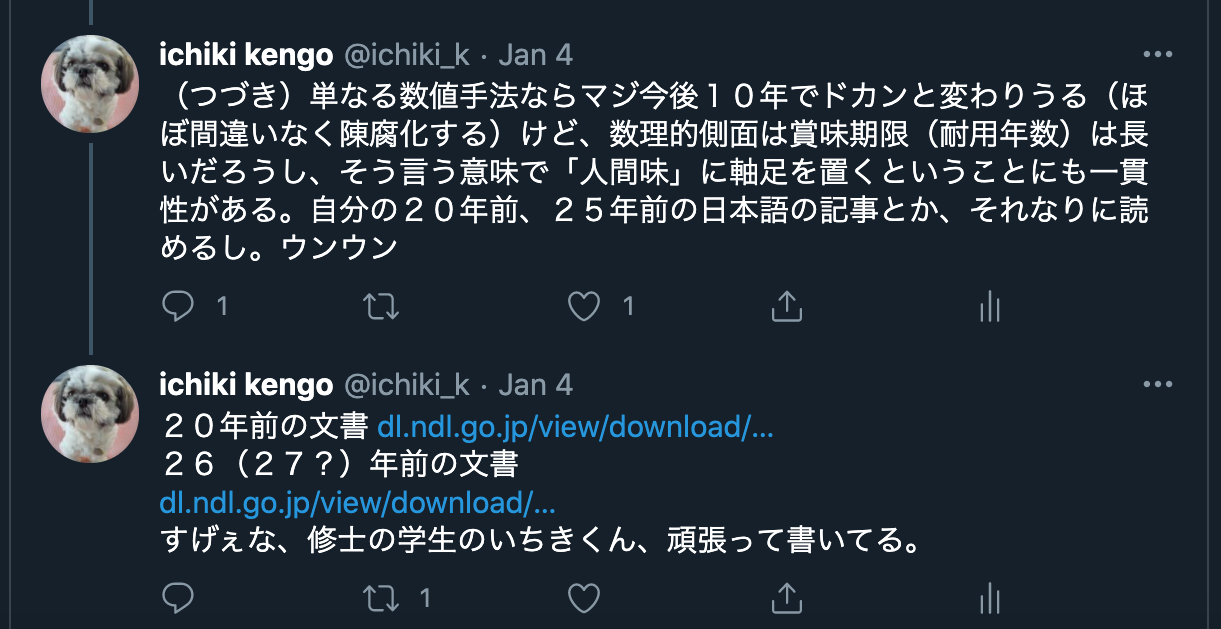 ichiki kengo @ichiki_k · Jan 4
（つづき）単なる数値手法ならマジ今後１０年でドカンと変わりうる（ほ
ぼ間違いなく陳腐化する）けど、数理的側面は賞味期限（耐用年数）は長
いだろうし、そう言う意味で「人間味」に軸足を置くということにも一貫
性がある。自分の２０年前、２５年前の日本語の記事とか、それなりに読
めるし。ウンウン
1 1
ichiki kengo @ichiki_k · Jan 4
２０年前の文書 dl.ndl.go.jp/view/download/...
２６（２７？）年前の文書
dl.ndl.go.jp/view/download/...
すげぇな、修士の学生のいちきくん、頑張って書いてる。
1